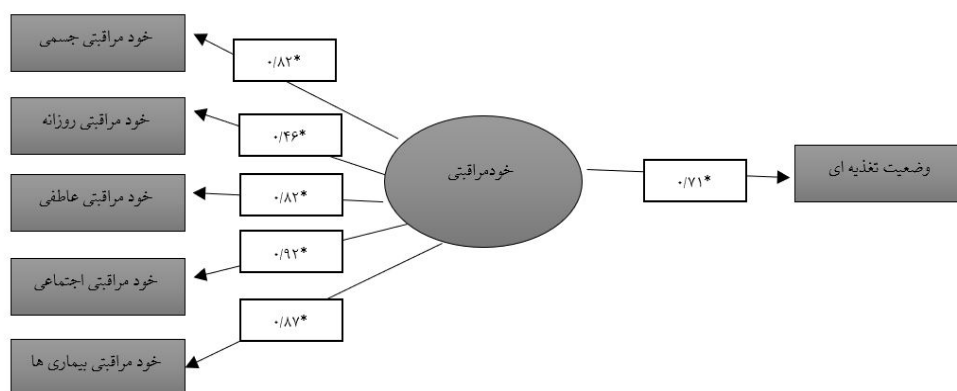 خود مراقبتی جسمی
۰/۸۲*
خود مراقبتی روزانه
۰/۴۶*
خودمراقبتی
وضعیت تغذیه ای
۰/۷۱*
خود مراقبتی عاطفی
۰/۸۲*
خود مراقبتی اجتماعی
۰/۹۲*
۰/۸۷*
خود مراقبتی بیماری ها